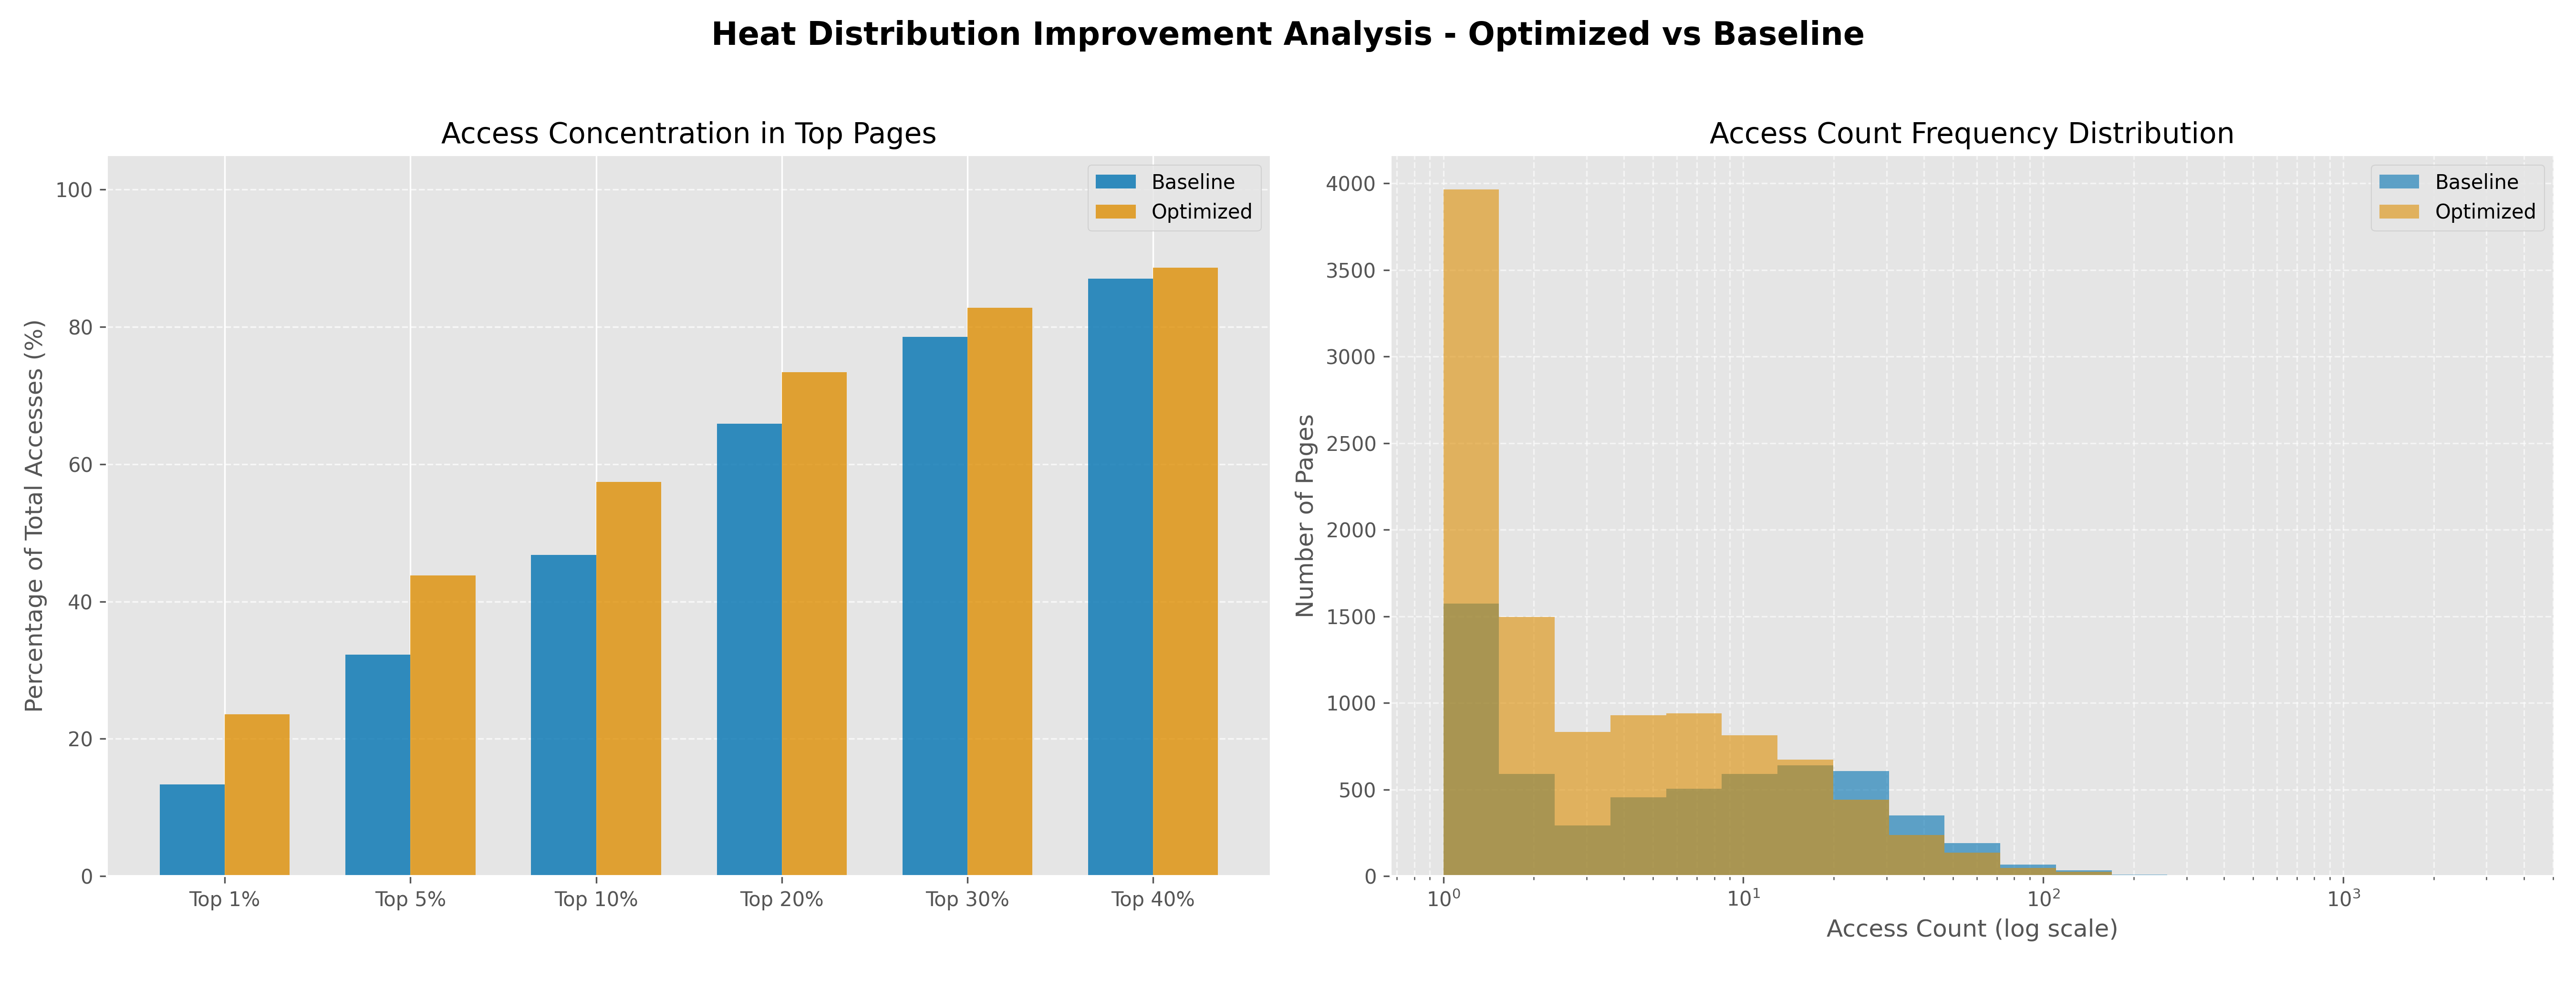 Heat Distribution Improvement Analysis - Optimized vs Baseline
Access Concentration in Top Pages
Percentage of Total Accesses (%)
100
80
60
40
20
0
Top 1%
Top 5%
Top 10%
Top 20%
Top 30%
Top 40%
Baseline
Optimized
Access Count Frequency Distribution
Number of Pages
4000
3500
3000
2500
2000
1500
1000
500
0
10⁰
10¹
10²
10³
Access Count (log scale)
Baseline
Optimized